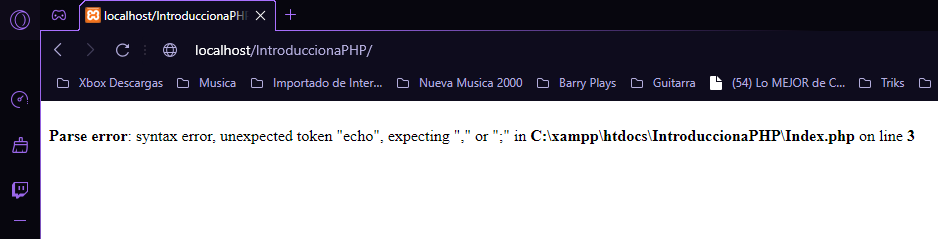 localhost/IntroduccionaPH
localhost/IntroduccionaPHP/
Xbox Descargas Musica Importado de Inter... Nueva Musica 2000 Barry Plays Guitarra (54) Lo MEJOR de C... Triks
Parse error: syntax error, unexpected token "echo", expecting "," or ";" in C:\xampp\htdocs\IntroduccionaPHP\Index.php on line 3